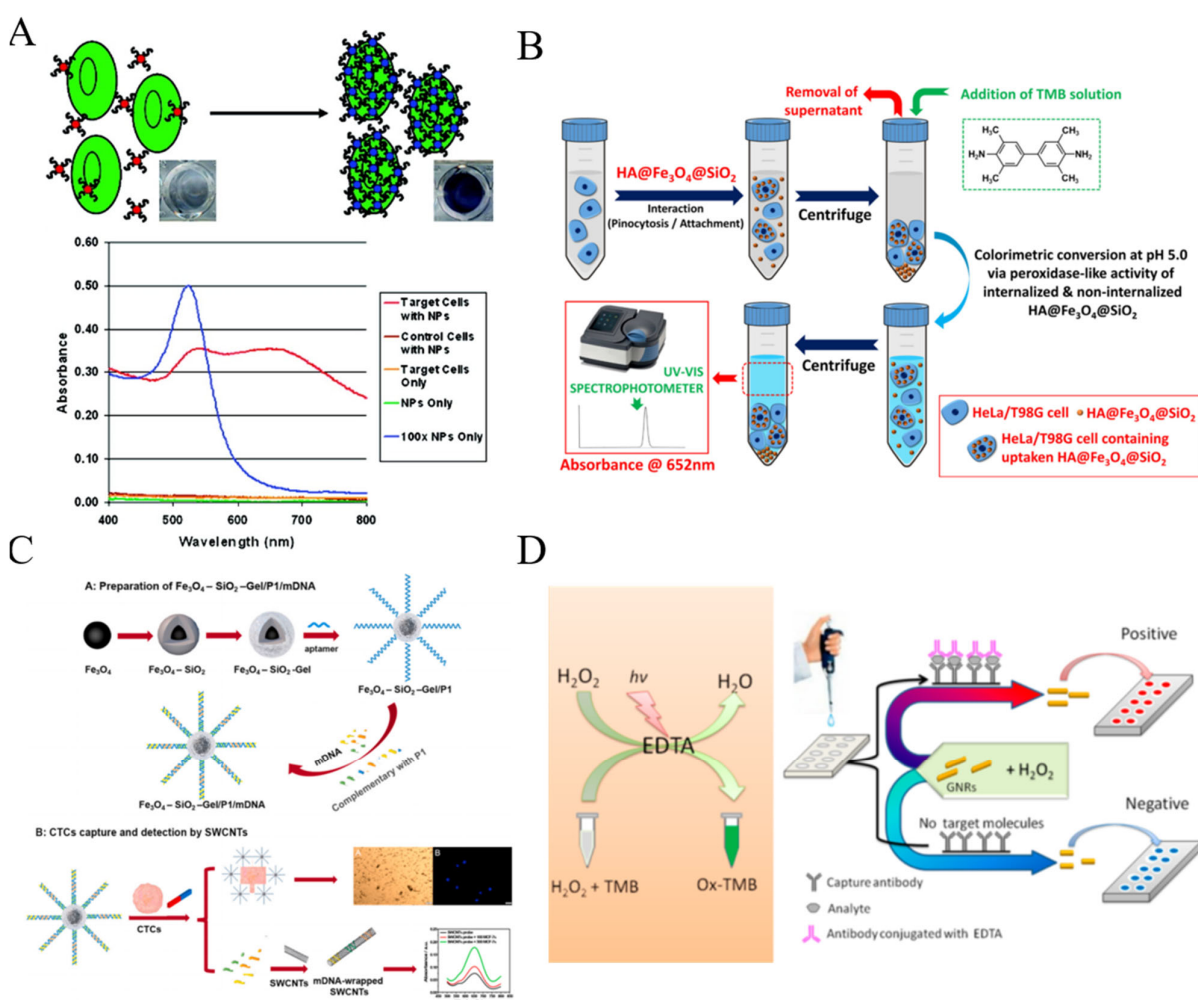 A
0.60
0.50
0.40
0.30
0.20
0.10
0.00
Absorbance
400
500
600
700
800
Wavelength (nm)
Target Cells
with NPs
Control Cells
with NPs
Target Cells
Only
NPs Only
100x NPs Only
B
Removal of
supernatant
Addition of TMB solution
CH₃
CH₃
H₂N
NH₂
H₃C
CH₃
HA@Fe₃O₄@SiO₂
Interaction
(Pinocytosis / Attachment)
Centrifuge
Colorimetric conversion at pH 5.0
via peroxidase-like activity of
internalized & non-internalized
HA@Fe₃O₄@SiO₂
UV-VIS
SPECTROPHOTOMETER
Centrifuge
Absorbance @ 652nm
HeLa/T98G cell
HA@Fe₃O₄@SiO₂
HeLa/T98G cell containing
uptaken HA@Fe₃O₄@SiO₂
C
A: Preparation of Fe₃O₄ – SiO₂ –Gel/P1/mDNA
aptamer
Fe₃O₄
Fe₃O₄ – SiO₂
Fe₃O₄ – SiO₂ -Gel
Fe₃O₄ – SiO₂ –Gel/P1
mDNA
Complementary with P1
Fe₃O₄ – SiO₂ –Gel/P1/mDNA
B: CTCs capture and detection by SWCNTs
CTCs
A
B
SWCNTs
mDNA-wrapped
SWCNTs
D
H₂O₂
hν
H₂O
EDTA
H₂O₂ + TMB
Ox-TMB
Positive
GNRs
+ H₂O₂
Negative
No target molecules
Capture antibody
Analyte
Antibody conjugated with EDTA